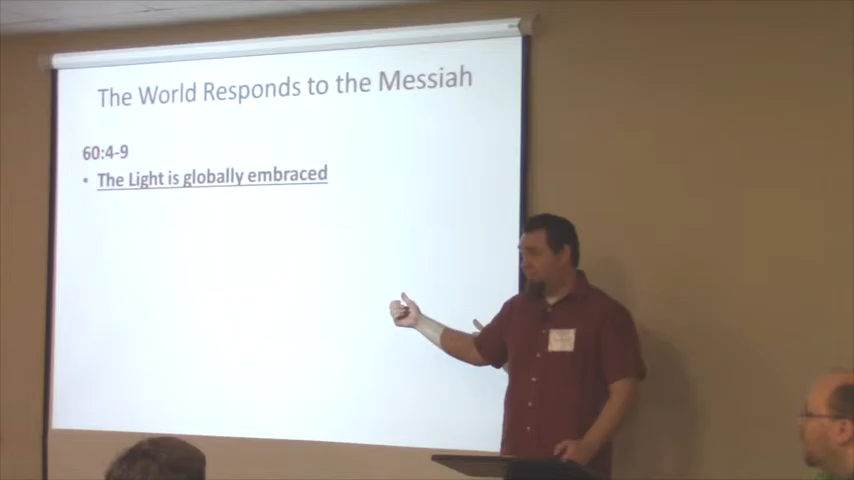 The World Responds to the Messiah
60:4-9
• The Light is globally embraced